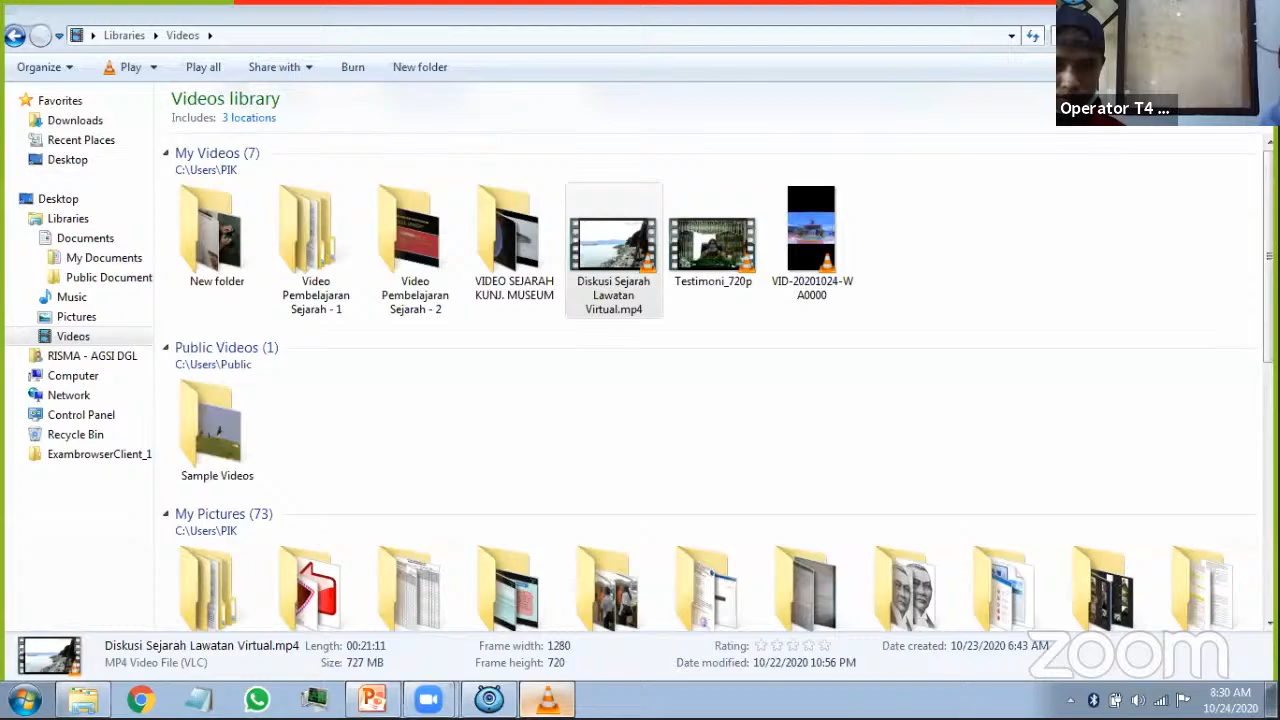 Libraries
Videos
Organize
Play
Play all
Share with
Burn
New folder
Operator T4 ...
Favorites
Downloads
Recent Places
Desktop
Desktop
Libraries
Documents
My Documents
Public Document
Music
Pictures
Videos
RISMA - AGSI DGL
Computer
Network
Control Panel
Recycle Bin
ExambrowserClient_1
Videos library
Includes: 3 locations
My Videos (7)
C:\Users\PIK
New folder
Video
Pembelajaran
Sejarah - 1
Video
Pembelajaran
Sejarah - 2
VIDEO SEJARAH
KUNJ. MUSEUM
Diskusi Sejarah
Lawatan
Virtual.mp4
Testimoni_720p
VID-20201024-W
A0000
Public Videos (1)
C:\Users\Public
Sample Videos
My Pictures (73)
C:\Users\PIK
Diskusi Sejarah Lawatan Virtual.mp4
MP4 Video File (VLC)
Length: 00:21:11
Size: 727 MB
Frame width: 1280
Frame height: 720
Rating:
Date modified: 10/22/2020 10:56 PM
Date created: 10/23/2020 6:43 AM
zoom
8:30 AM
10/24/2020